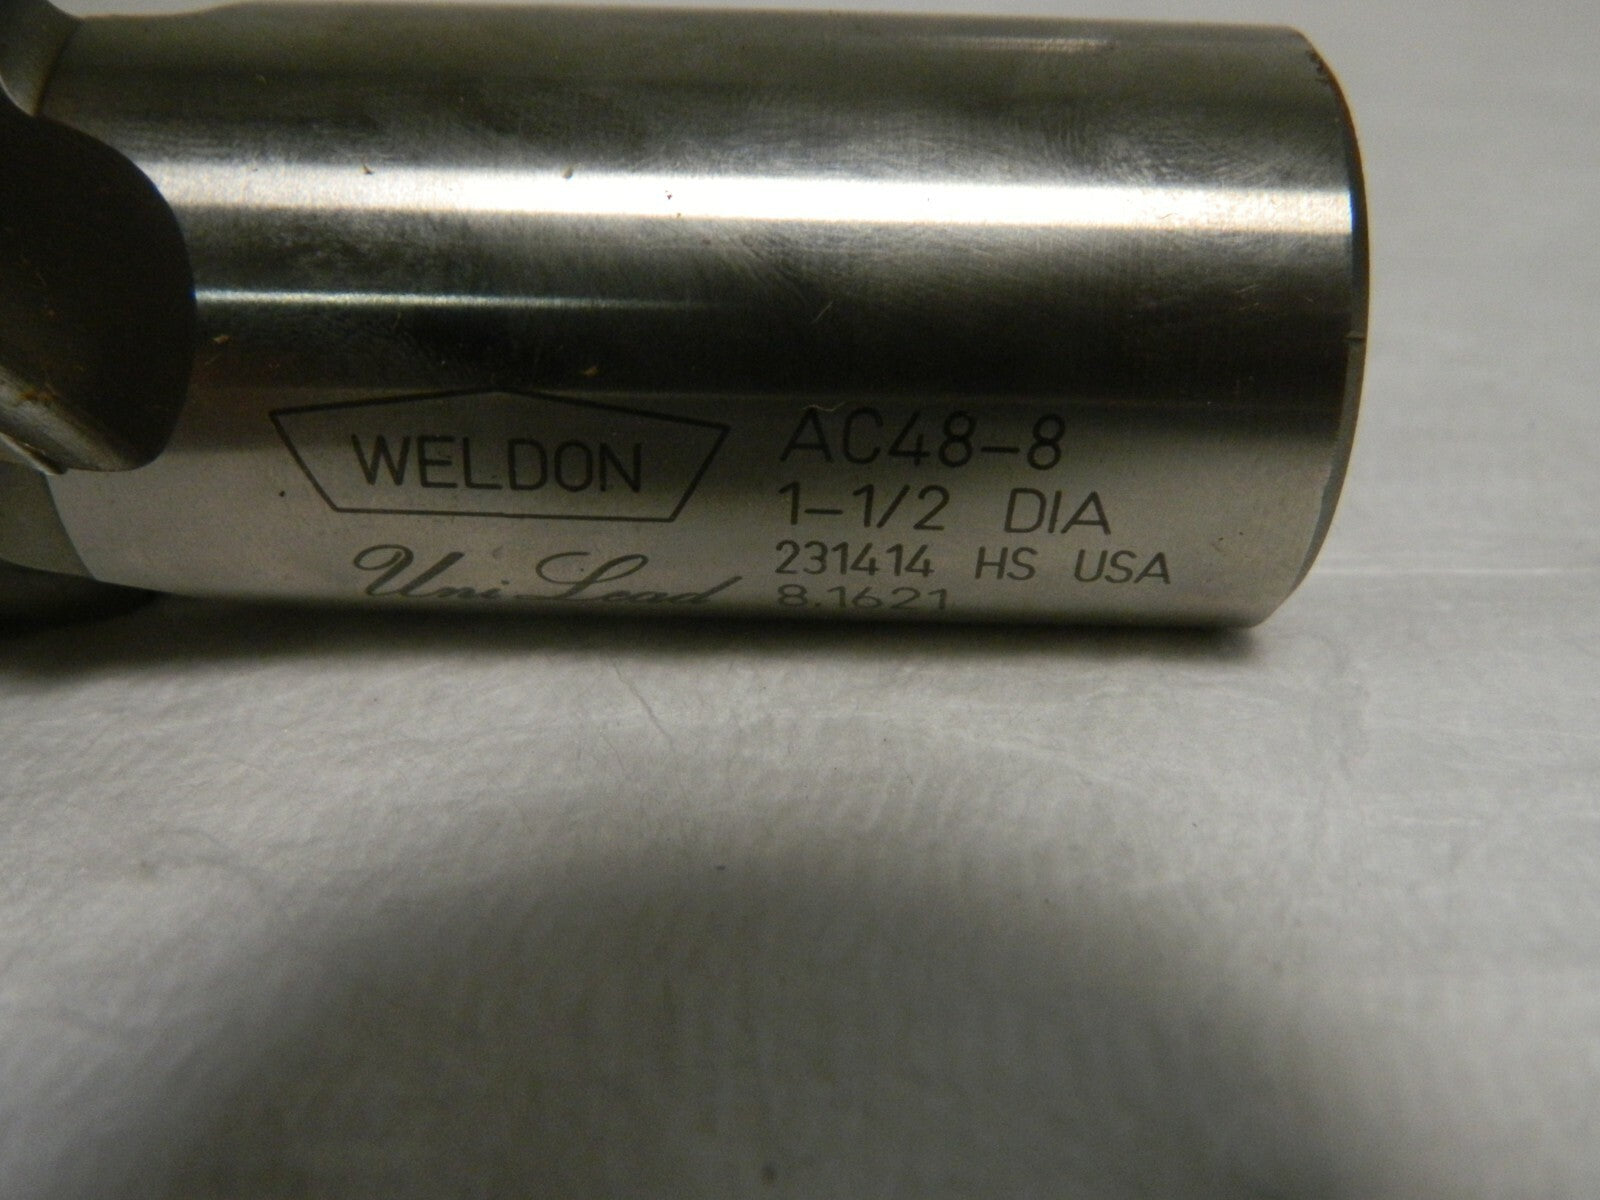 WELDON
Uni-Lead
AC48-8
1-1/2 DIA
231414 HS USA
8.1621